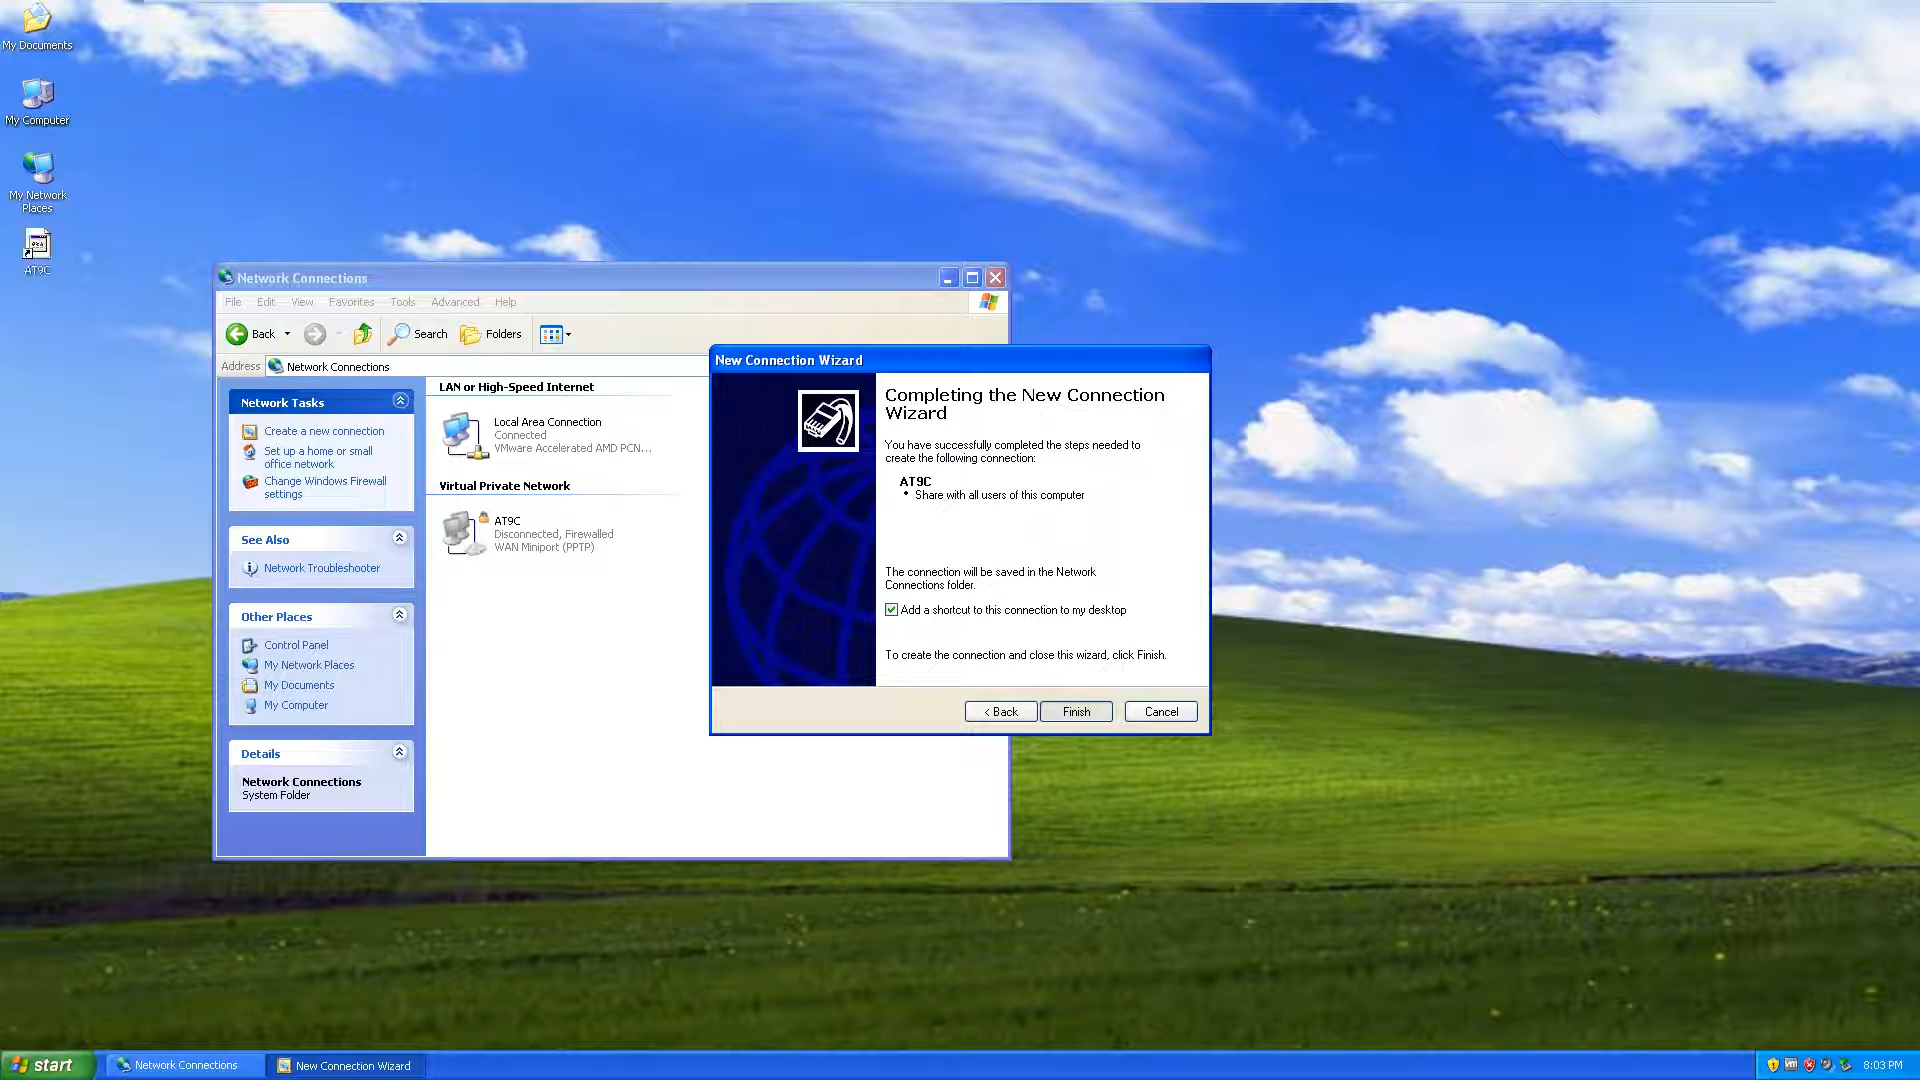 My Documents
My Computer
My Network
Places
AT9C
Network Connections
File Edit View Favorites Tools Advanced Help
Back Search Folders
Address Network Connections
Network Tasks
Create a new connection
Set up a home or small
office network
Change Windows Firewall
settings
See Also
Network Troubleshooter
Other Places
Control Panel
My Network Places
My Documents
My Computer
Details
Network Connections
System Folder
LAN or High-Speed Internet
Local Area Connection
Connected
VMware Accelerated AMD PCN...
Virtual Private Network
AT9C
Disconnected, Firewalled
WAN Miniport (PPTP)
New Connection Wizard
Completing the New Connection
Wizard
You have successfully completed the steps needed to
create the following connection:
AT9C
• Share with all users of this computer
The connection will be saved in the Network
Connections folder.
Add a shortcut to this connection to my desktop
To create the connection and close this wizard, click Finish.
< Back Finish Cancel
start Network Connections New Connection Wizard 8:03 PM